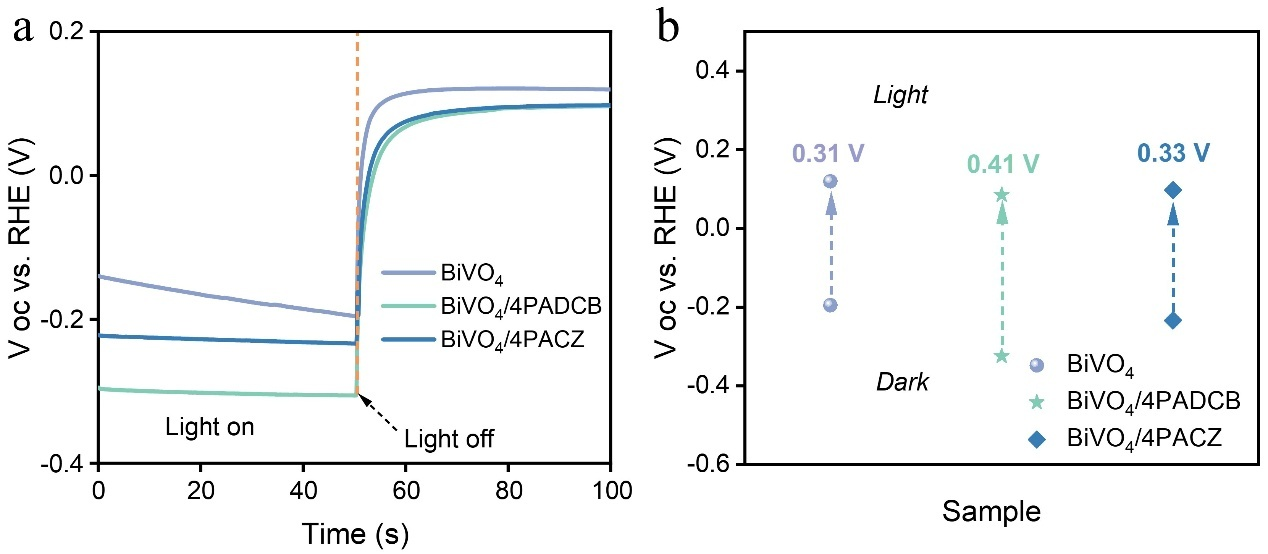 a
0.2
0.0
-0.2
-0.4
V oc vs. RHE (V)
BiVO₄
BiVO₄/4PADCB
BiVO₄/4PACZ
Light on
Light off
0 20 40 60 80 100
Time (s)
b
0.4
0.2
0.0
-0.2
-0.4
-0.6
V oc vs. RHE (V)
Light
0.31 V
0.41 V
0.33 V
Dark
BiVO₄
BiVO₄/4PADCB
BiVO₄/4PACZ
Sample